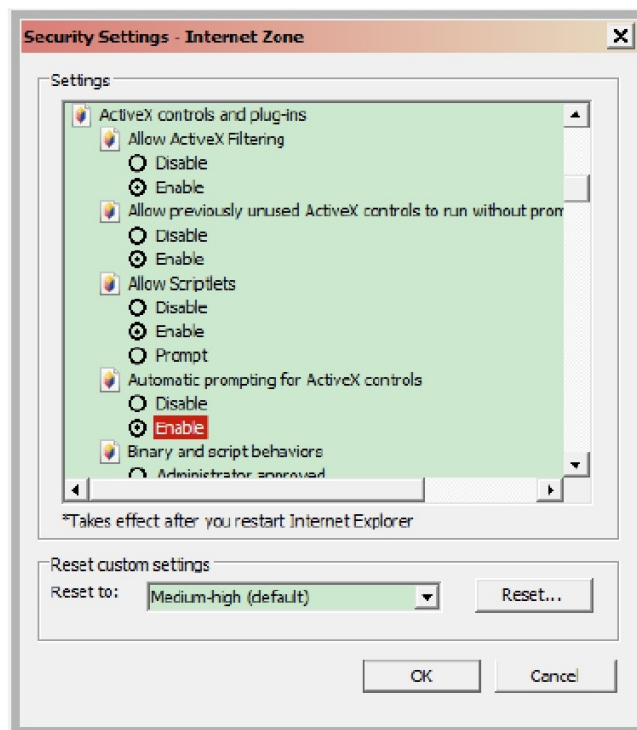 Security Settings - Internet Zone
Settings
ActiveX controls and plug-ins
Allow ActiveX Filtering
Disable
Enable
Allow previously unused ActiveX controls to run without prom
Disable
Enable
Allow Scriptlets
Disable
Enable
Prompt
Automatic prompting for ActiveX controls
Disable
Enable
Binary and script behaviors
Administrator approved
*Takes effect after you restart Internet Explorer
Reset custom settings
Reset to: Medium-high (default) Reset...
OK Cancel